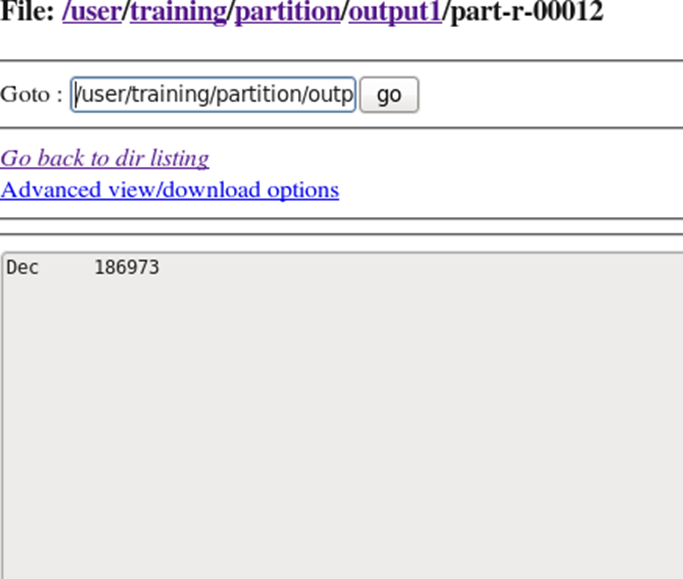 File: /user/training/partition/output1/part-r-00012
Goto : /user/training/partition/outp go
Go back to dir listing
Advanced view/download options
Dec 186973